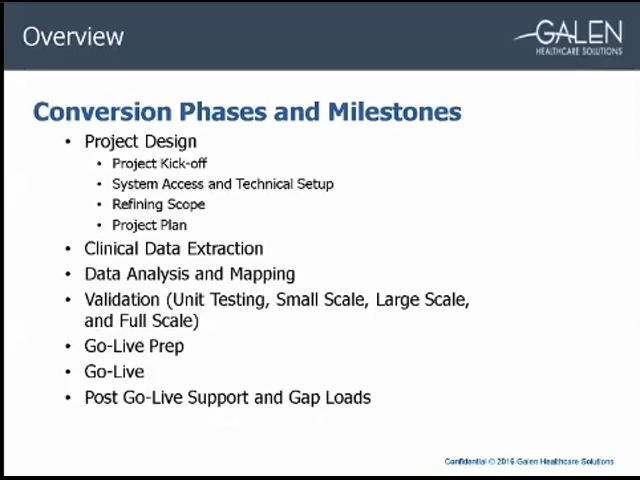 Overview
GALEN
HEALTHCARE SOLUTIONS
Conversion Phases and Milestones
• Project Design
• Project Kick-off
• System Access and Technical Setup
• Refining Scope
• Project Plan
• Clinical Data Extraction
• Data Analysis and Mapping
• Validation (Unit Testing, Small Scale, Large Scale,
and Full Scale)
• Go-Live Prep
• Go-Live
• Post Go-Live Support and Gap Loads
Confidential © 2016 Galen Healthcare Solutions